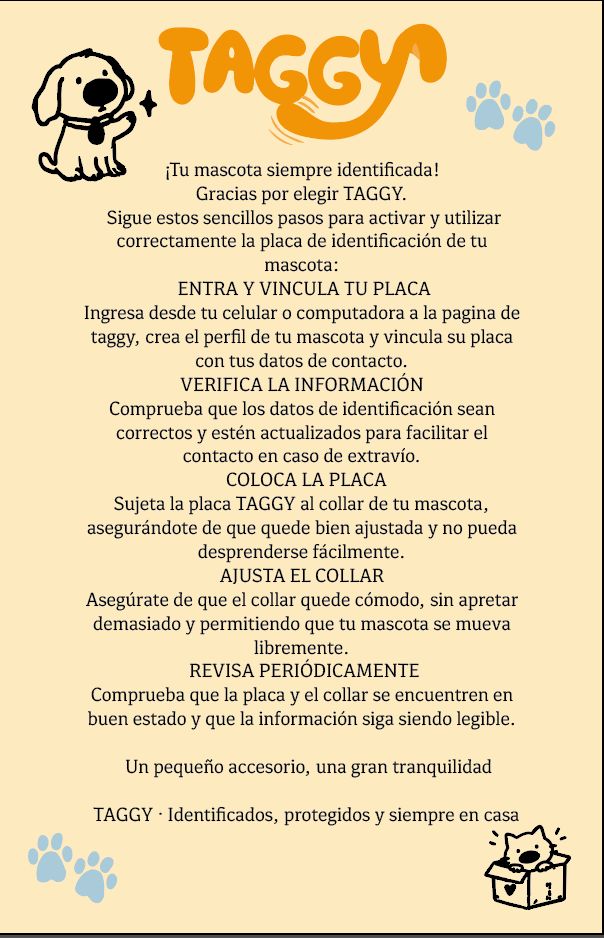 TAGGY
¡Tu mascota siempre identificada!
Gracias por elegir TAGGY.
Sigue estos sencillos pasos para activar y utilizar
correctamente la placa de identificación de tu
mascota:
ENTRA Y VINCULA TU PLACA
Ingresa desde tu celular o computadora a la pagina de
taggy, crea el perfil de tu mascota y vincula su placa
con tus datos de contacto.
VERIFICA LA INFORMACIÓN
Comprueba que los datos de identificación sean
correctos y estén actualizados para facilitar el
contacto en caso de extravío.
COLOCA LA PLACA
Sujeta la placa TAGGY al collar de tu mascota,
asegurándote de que quede bien ajustada y no pueda
desprenderse fácilmente.
AJUSTA EL COLLAR
Asegúrate de que el collar quede cómodo, sin apretar
demasiado y permitiendo que tu mascota se mueva
libremente.
REVISA PERIÓDICAMENTE
Comprueba que la placa y el collar se encuentren en
buen estado y que la información siga siendo legible.
Un pequeño accesorio, una gran tranquilidad
TAGGY · Identificados, protegidos y siempre en casa